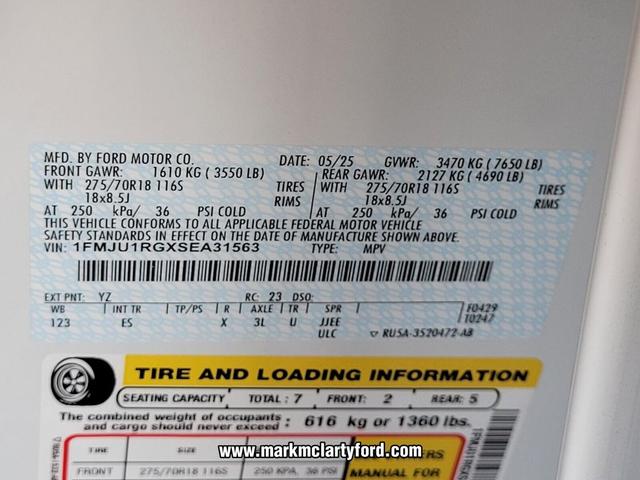 MFD. BY FORD MOTOR CO. DATE: 05/25 GVWR: 3470 KG ( 7650 LB)
FRONT GAWR: 1610 KG ( 3550 LB) REAR GAWR: 2127 KG ( 4690 LB)
WITH 275/70R18 116S TIRES WITH 275/70R18 116S TIRES
18x8.5J RIMS 18x8.5J RIMS
AT 250 kPa/ 36 PSI COLD AT 250 kPa/ 36 PSI COLD
THIS VEHICLE CONFORMS TO ALL APPLICABLE FEDERAL MOTOR VEHICLE
SAFETY STANDARDS IN EFFECT ON THE DATE OF MANUFACTURE SHOWN ABOVE.
VIN: 1FMJU1RGXSEA31563 TYPE: MPV
EXT PNT: YZ RC: 23 DSO:
WB INT TR TP/PS R AXLE TR SPR F0429
123 ES X 3L U JJEE T0247
ULC RU5A-3520472-AB
TIRE AND LOADING INFORMATION
SEATING CAPACITY TOTAL : 7 FRONT: 2 REAR: 5
The combined weight of occupants and cargo should never exceed : 616 kg or 1360 lbs.
TIRE SIZE
FRONT 275/70R18 116S 250 KPA, 36 PSI MANUAL FOR
www.markmclartyford.com